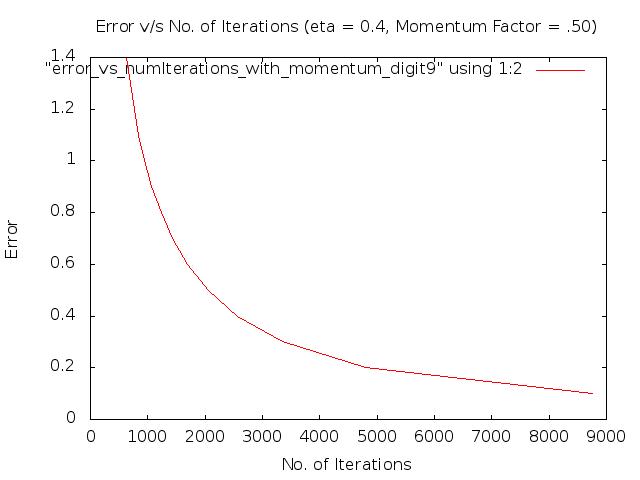 Error v/s No. of Iterations (eta = 0.4, Momentum Factor = .50)
1.4
"error_vs_numIterations_with_momentum_digit9" using 1:2
1.2
1
0.8
0.6
0.4
0.2
0
Error
0 1000 2000 3000 4000 5000 6000 7000 8000 9000
No. of Iterations